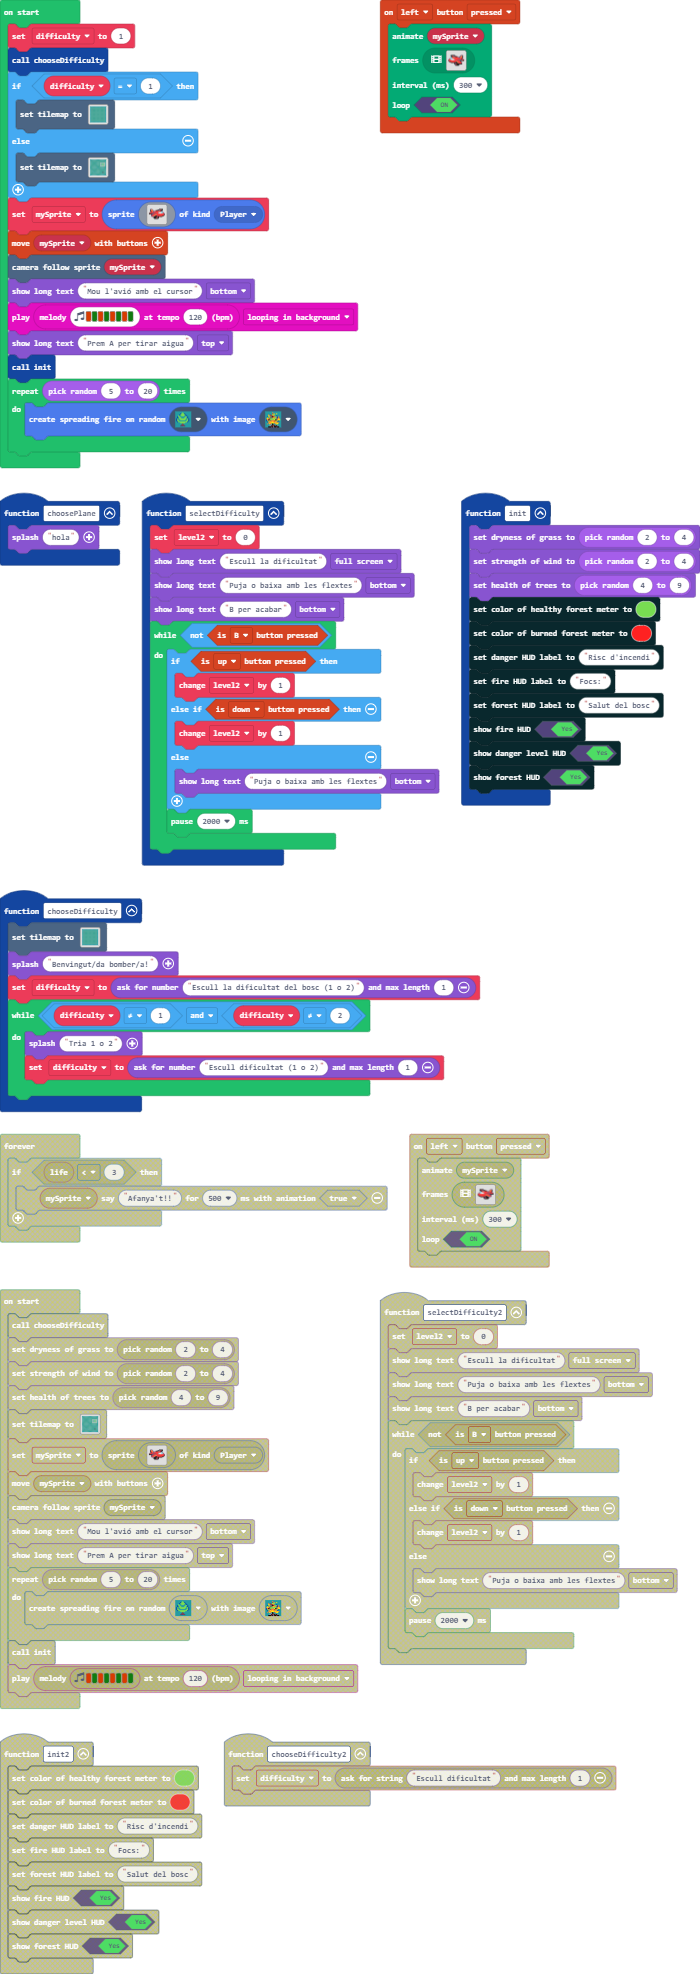 on start
set difficulty to 1
call chooseDifficulty
if difficulty = 1 then
set tilemap to
else
set tilemap to
set mySprite to sprite of kind Player
move mySprite with buttons
camera follow sprite mySprite
show long text "Mou l'avió amb el cursor" bottom
play melody at tempo 120 (bpm) looping in background
show long text "Prem A per tirar aigua" top
call init
repeat pick random 5 to 20 times
do
create spreading fire on random with image
on left button pressed
animate mySprite
frames
interval (ms) 300
loop ON
function choosePlane
splash "hola"
function selectDifficulty
set level2 to 0
show long text "Escull la dificultat" full screen
show long text "Puja o baixa amb les flextes" bottom
show long text "B per acabar" bottom
while not is B button pressed
do
if is up button pressed then
change level2 by 1
else if is down button pressed then
change level2 by 1
else
show long text "Puja o baixa amb les flextes" bottom
pause 2000 ms
function init
set dryness of grass to pick random 2 to 4
set strength of wind to pick random 2 to 4
set health of trees to pick random 4 to 9
set color of healthy forest meter to
set color of burned forest meter to
set danger HUD label to "Risc d'incendi"
set fire HUD label to "Focs:"
set forest HUD label to "Salut del bosc"
show fire HUD Yes
show danger level HUD Yes
show forest HUD Yes
function chooseDifficulty
set tilemap to
splash "Benvingut/da bomber/a!"
set difficulty to ask for number "Escull la dificultat del bosc (1 o 2)" and max length 1
while difficulty ≠ 1 and difficulty ≠ 2
do
splash "Tria 1 o 2"
set difficulty to ask for number "Escull dificultat (1 o 2)" and max length 1
forever
if life < 3 then
mySprite say "Afanya't!!" for 500 ms with animation true
on left button pressed
animate mySprite
frames
interval (ms) 300
loop ON
on start
call chooseDifficulty
set dryness of grass to pick random 2 to 4
set strength of wind to pick random 2 to 4
set health of trees to pick random 4 to 9
set tilemap to
set mySprite to sprite of kind Player
move mySprite with buttons
camera follow sprite mySprite
show long text "Mou l'avió amb el cursor" bottom
show long text "Prem A per tirar aigua" top
repeat pick random 5 to 20 times
do
create spreading fire on random with image
call init
play melody at tempo 120 (bpm) looping in background
function selectDifficulty2
set level2 to 0
show long text "Escull la dificultat" full screen
show long text "Puja o baixa amb les flextes" bottom
show long text "B per acabar" bottom
while not is B button pressed
do
if is up button pressed then
change level2 by 1
else if is down button pressed then
change level2 by 1
else
show long text "Puja o baixa amb les flextes" bottom
pause 2000 ms
function init2
set color of healthy forest meter to
set color of burned forest meter to
set danger HUD label to "Risc d'incendi
set fire HUD label to "Focs:"
set forest HUD label to "Salut del bosc"
show fire HUD Yes
show danger level HUD Yes
show forest HUD Yes
function chooseDifficulty2
set difficulty to ask for string "Escull dificultat" and max length 1